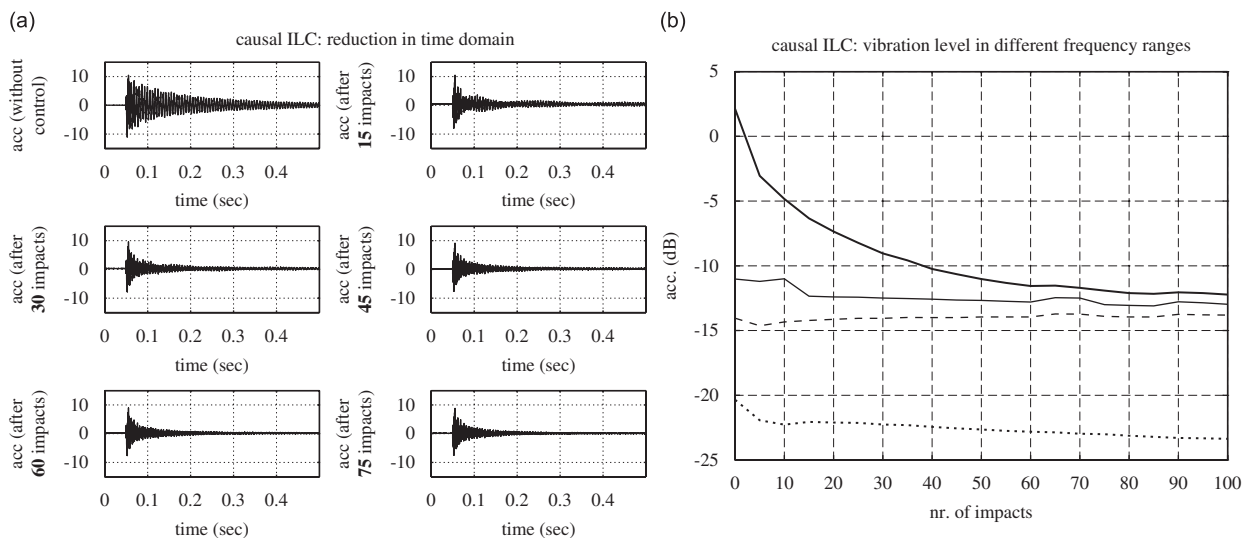 (a)
causal ILC: reduction in time domain
acc (without
control)
10
0
-10
0 0.1 0.2 0.3 0.4
time (sec)
acc (after
15 impacts)
10
0
-10
0 0.1 0.2 0.3 0.4
time (sec)
acc (after
30 impacts)
10
0
-10
0 0.1 0.2 0.3 0.4
time (sec)
acc (after
45 impacts)
10
0
-10
0 0.1 0.2 0.3 0.4
time (sec)
acc (after
60 impacts)
10
0
-10
0 0.1 0.2 0.3 0.4
time (sec)
acc (after
75 impacts)
10
0
-10
0 0.1 0.2 0.3 0.4
time (sec)
(b)
causal ILC: vibration level in different frequency ranges
acc. (dB)
5
0
-5
-10
-15
-20
-25
0 10 20 30 40 50 60 70 80 90 100
nr. of impacts